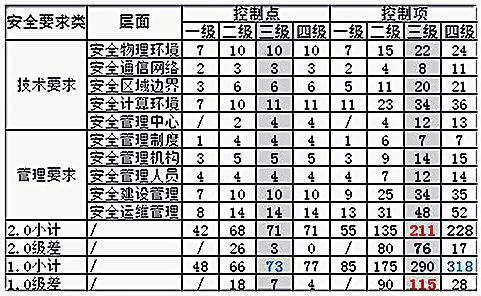 安全要求类 层面 控制点 控制项
一级 二级 三级 四级 一级 二级 三级 四级
技术要求 安全物理环境 7 10 10 10 7 15 22 24
安全通信网络 2 3 3 3 2 4 8 11
安全区域边界 3 6 6 6 5 11 20 21
安全计算环境 7 10 11 11 11 23 34 36
安全管理中心 / 2 4 4 / 4 12 13
管理要求 安全管理制度 1 4 4 4 1 6 7 7
安全管理机构 3 5 5 5 3 9 14 15
安全管理人员 4 4 4 4 4 7 12 14
安全建设管理 7 10 10 10 9 25 34 35
安全运维管理 8 14 14 14 13 31 48 52
2.0小计 / 42 68 71 71 55 135 211 228
2.0级差 / / 26 3 0 / 80 76 17
1.0小计 / 48 66 73 77 85 175 290 318
/ 18 7 4 / 90 115 28